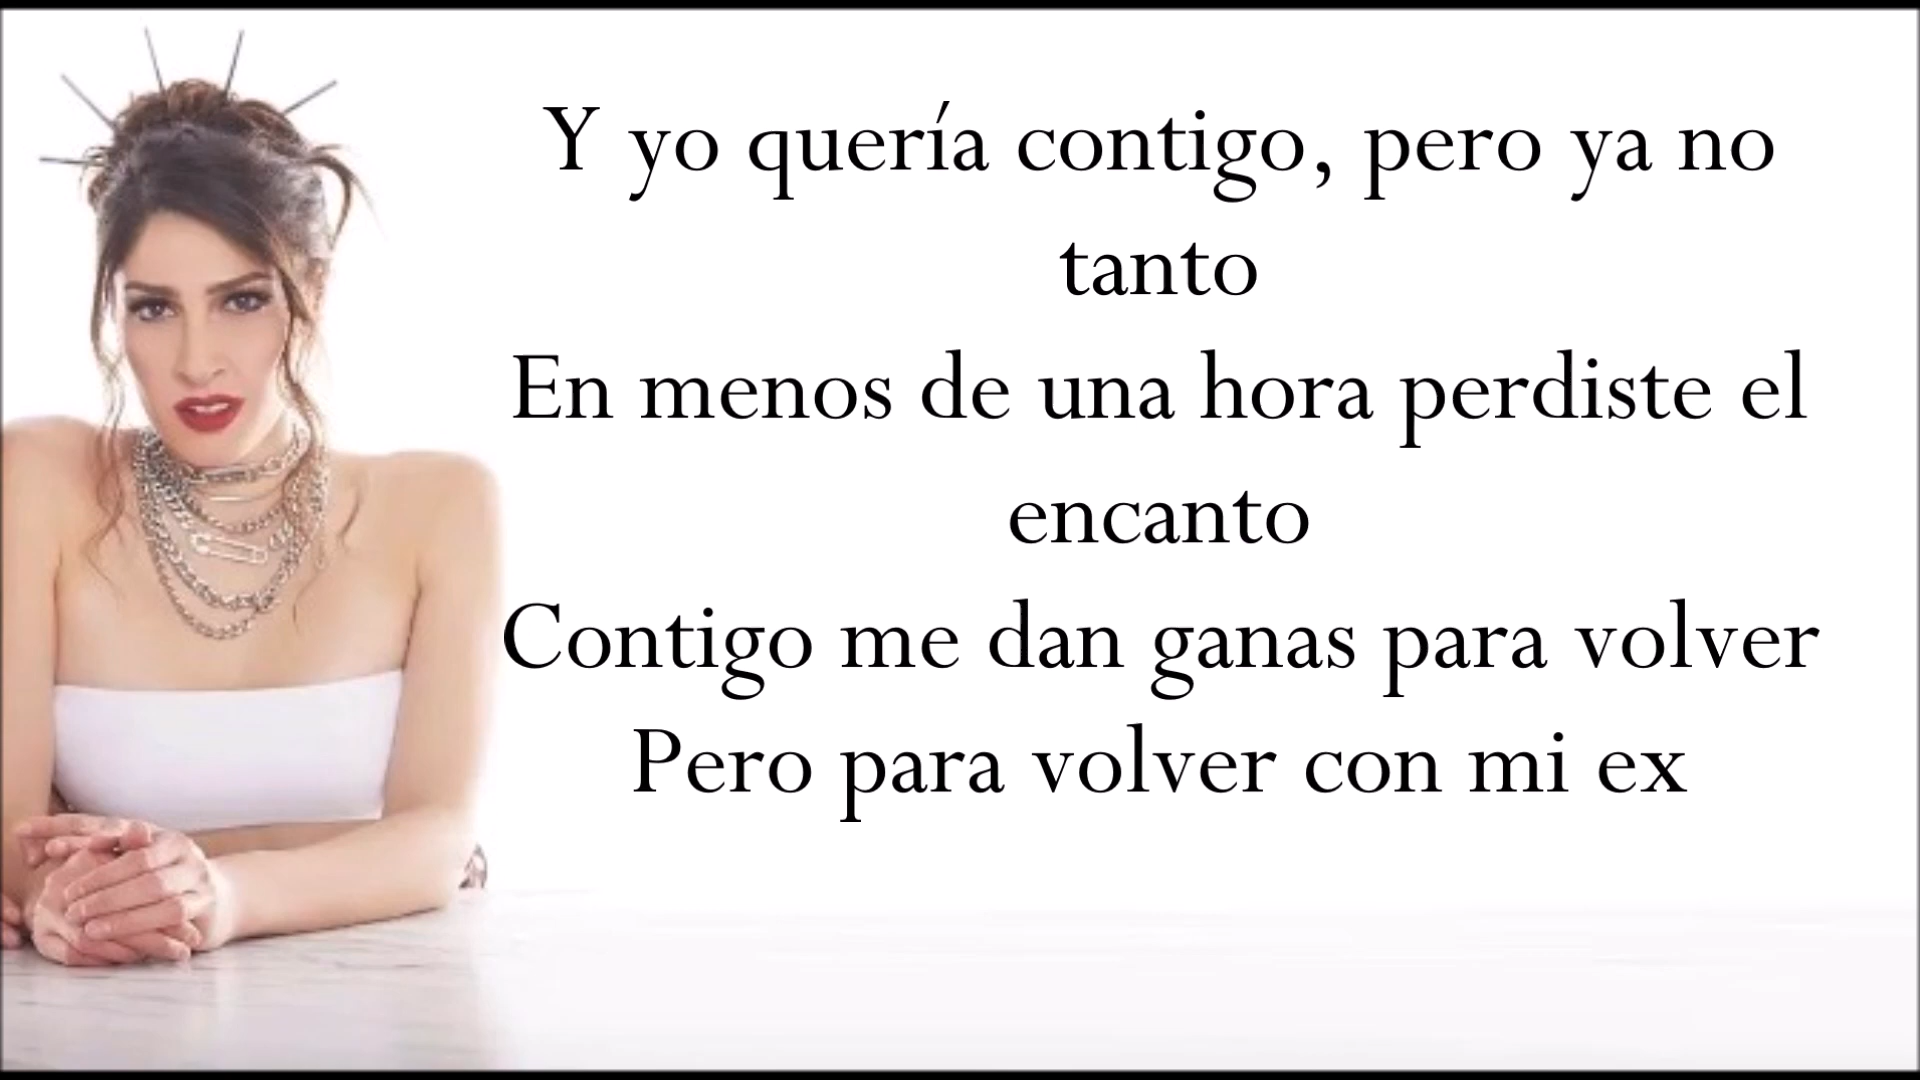 Y yo quería contigo, pero ya no
tanto
En menos de una hora perdiste el
encanto
Contigo me dan ganas para volver
Pero para volver con mi ex